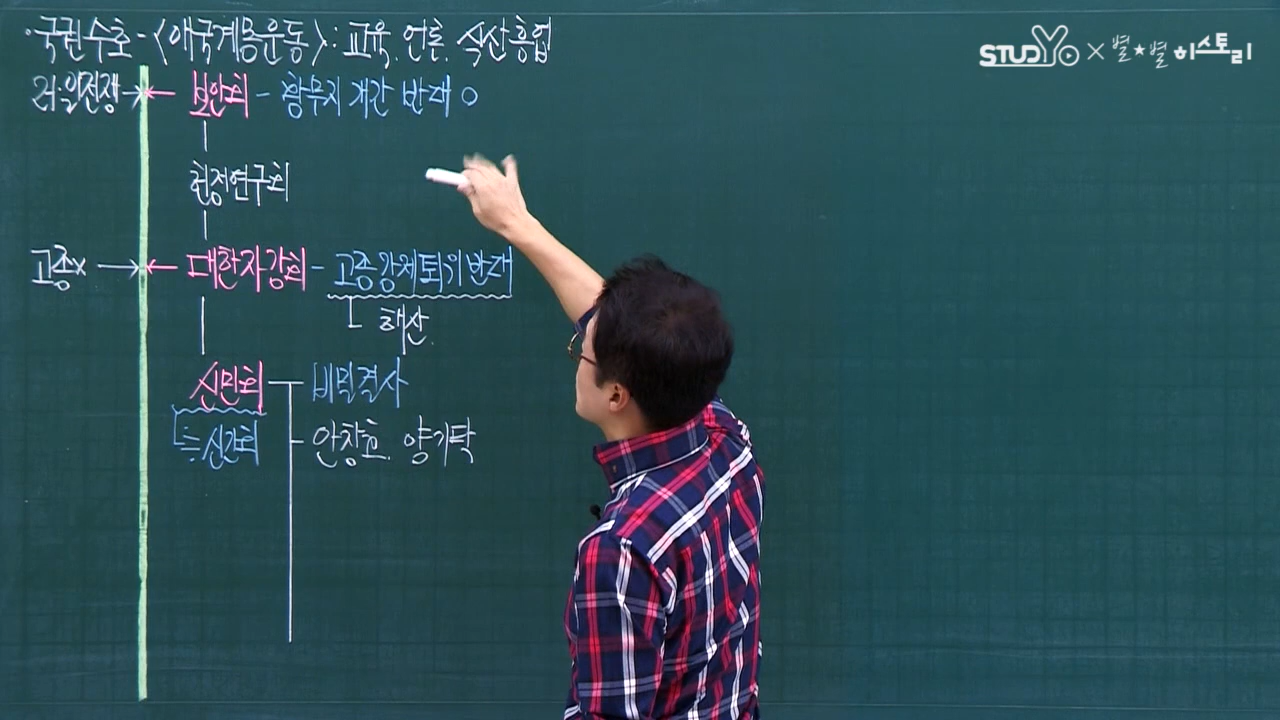 ·국권수호-<애국계몽운동>: 교육. 언론. 식산흥업
STUDYo × 별★별 히스토리
러·일전쟁 → ← 보안회 - 황무지 개간 반대 O
헌정연구회
고종× → ← 대한자강회 - 고종강제퇴위반대
해산.
신민회 비밀결사
≒신간회 안창호. 양기탁